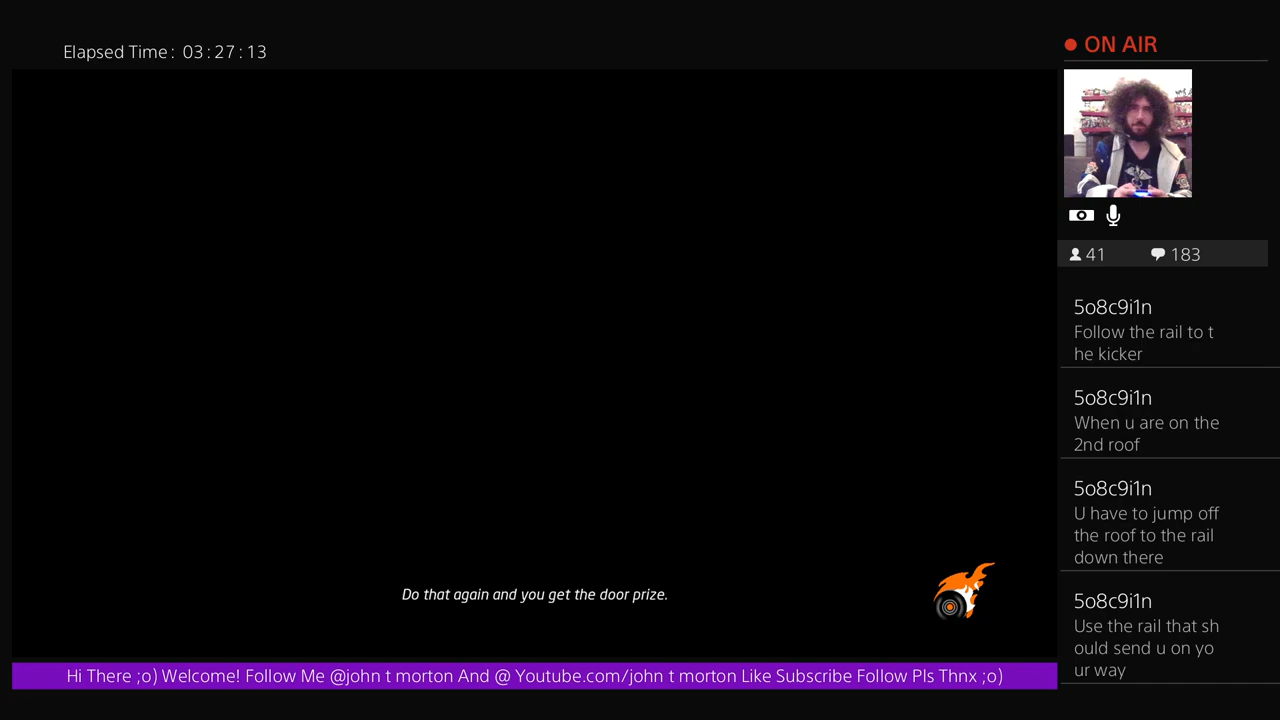 Elapsed Time: 03:27:13
ON AIR
41 183
5o8c9i1n
Follow the rail to t
he kicker
5o8c9i1n
When u are on the
2nd roof
5o8c9i1n
U have to jump off
the roof to the rail
down there
5o8c9i1n
Use the rail that sh
ould send u on yo
ur way
Do that again and you get the door prize.
Hi There ;o) Welcome! Follow Me @john t morton And @ Youtube.com/john t morton Like Subscribe Follow Pls Thnx ;o)